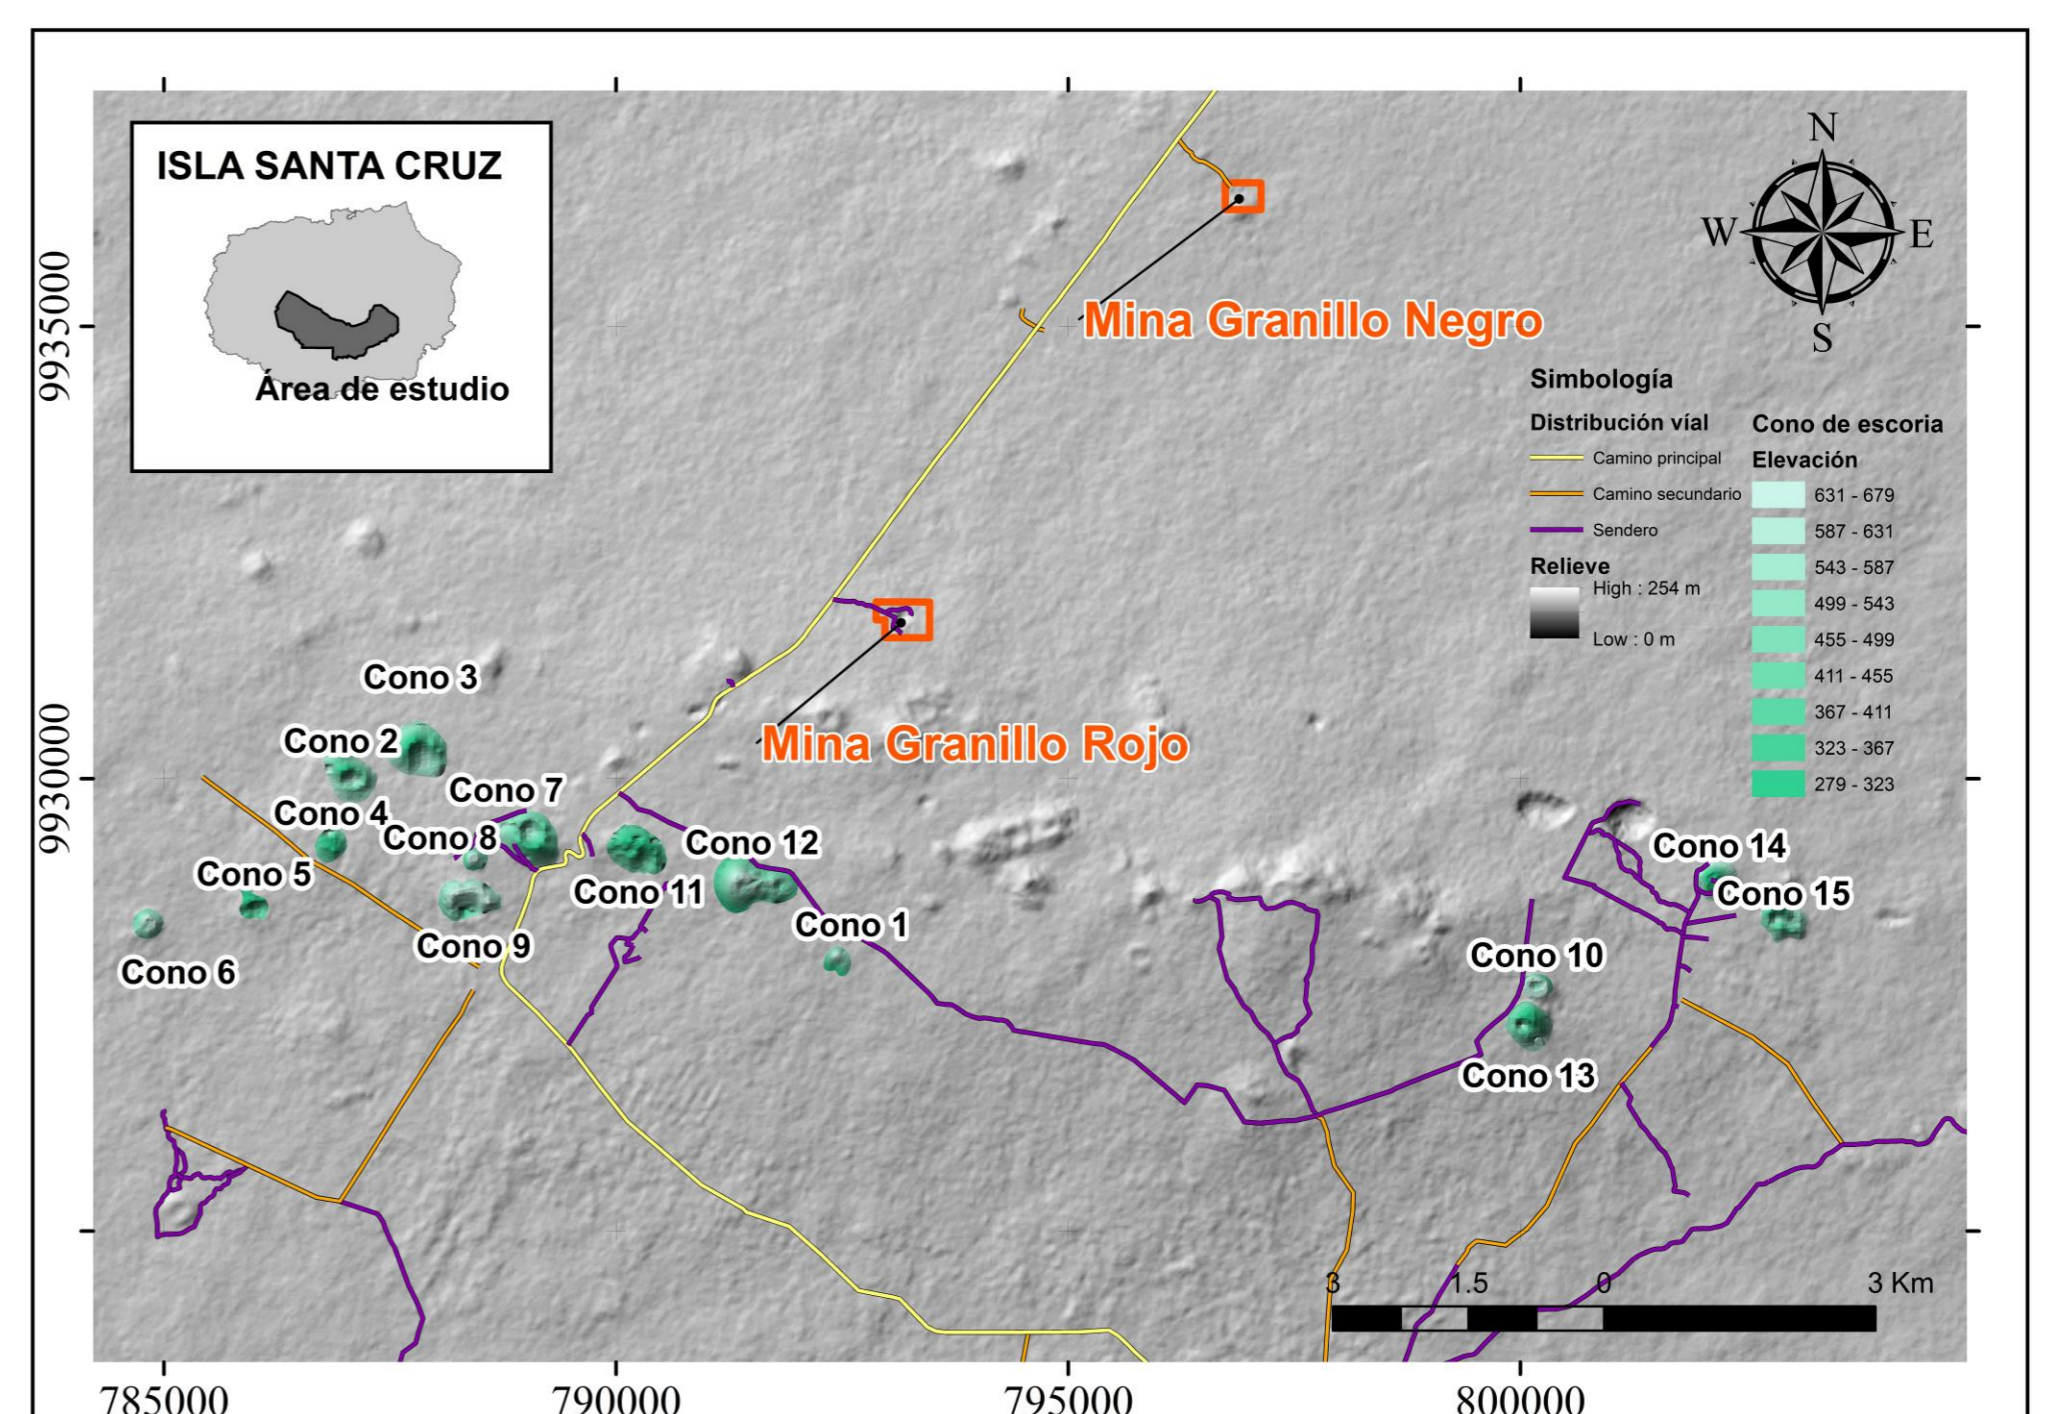 ISLA SANTA CRUZ
Área de estudio
N
W
E
S
9935000
9930000
Mina Granillo Negro
Mina Granillo Rojo
Simbología
Distribución víal
Camino principal
Camino secundario
Sendero
Relieve
High : 254 m
Low : 0 m
Cono de escoria
Elevación
631 - 679
587 - 631
543 - 587
499 - 543
455 - 499
411 - 455
367 - 411
323 - 367
279 - 323
Cono 3
Cono 2
Cono 7
Cono 4
Cono 8
Cono 12
Cono 14
Cono 5
Cono 11
Cono 15
Cono 1
Cono 9
Cono 10
Cono 6
Cono 13
3 1.5 0 3 Km
785000 790000 795000 800000